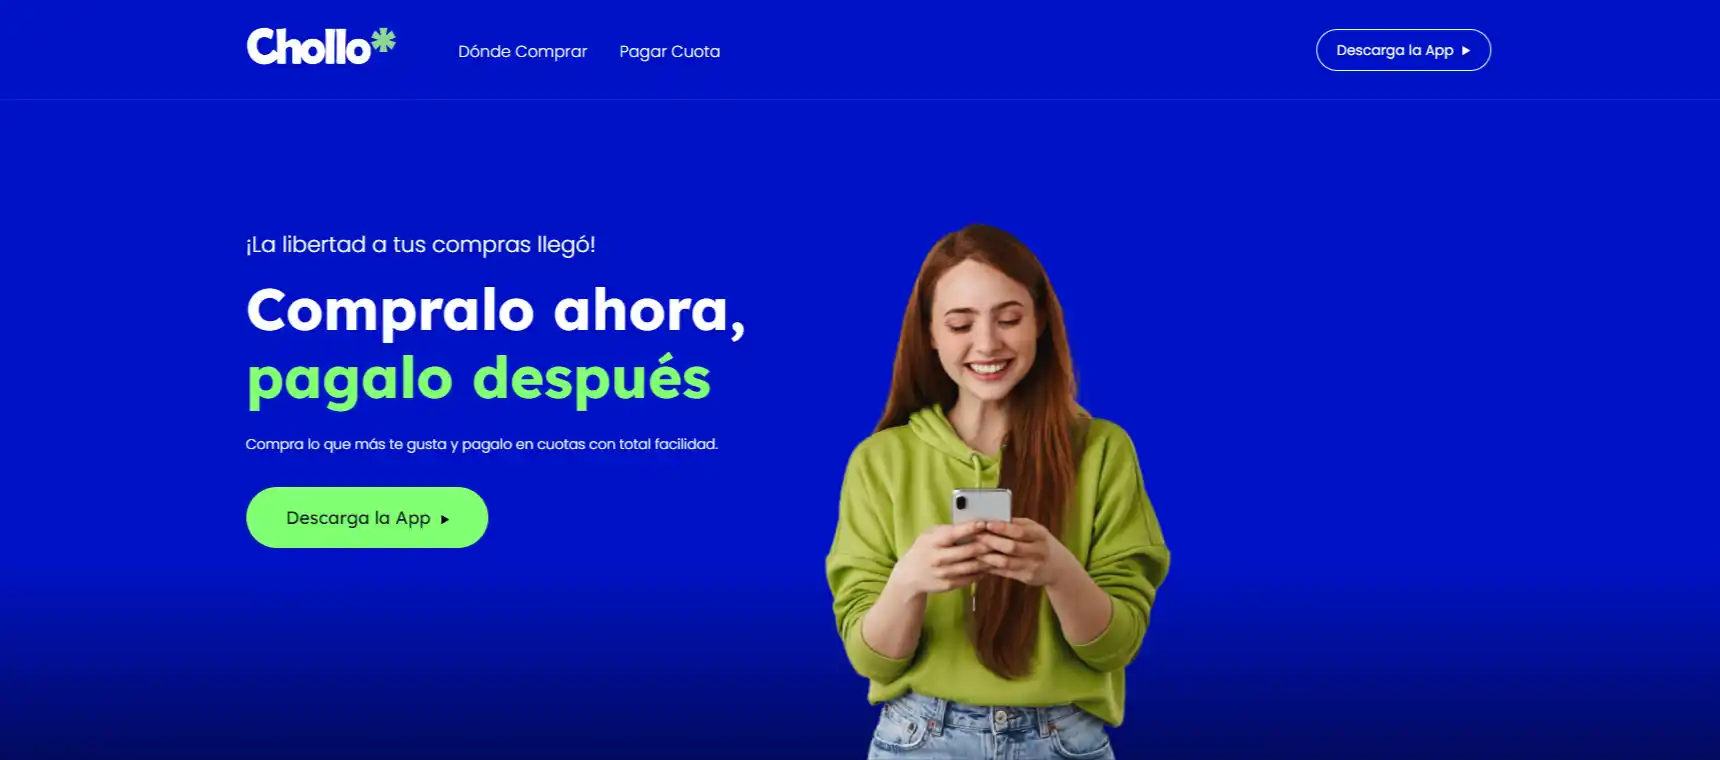 Chollo*
Dónde Comprar
Pagar Cuota
Descarga la App
¡La libertad a tus compras llegó!
Compralo ahora,
pagalo después
Compra lo que más te gusta y pagalo en cuotas con total facilidad.
Descarga la App